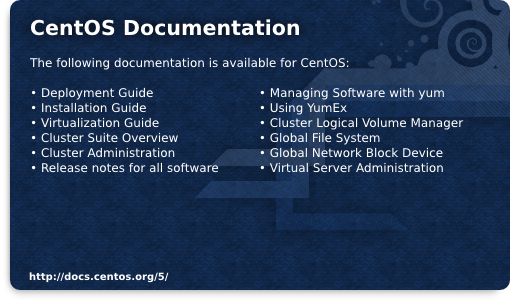 CentOS Documentation
The following documentation is available for CentOS:
• Deployment Guide
• Installation Guide
• Virtualization Guide
• Cluster Suite Overview
• Cluster Administration
• Release notes for all software
• Managing Software with yum
• Using YumEx
• Cluster Logical Volume Manager
• Global File System
• Global Network Block Device
• Virtual Server Administration
http://docs.centos.org/5/